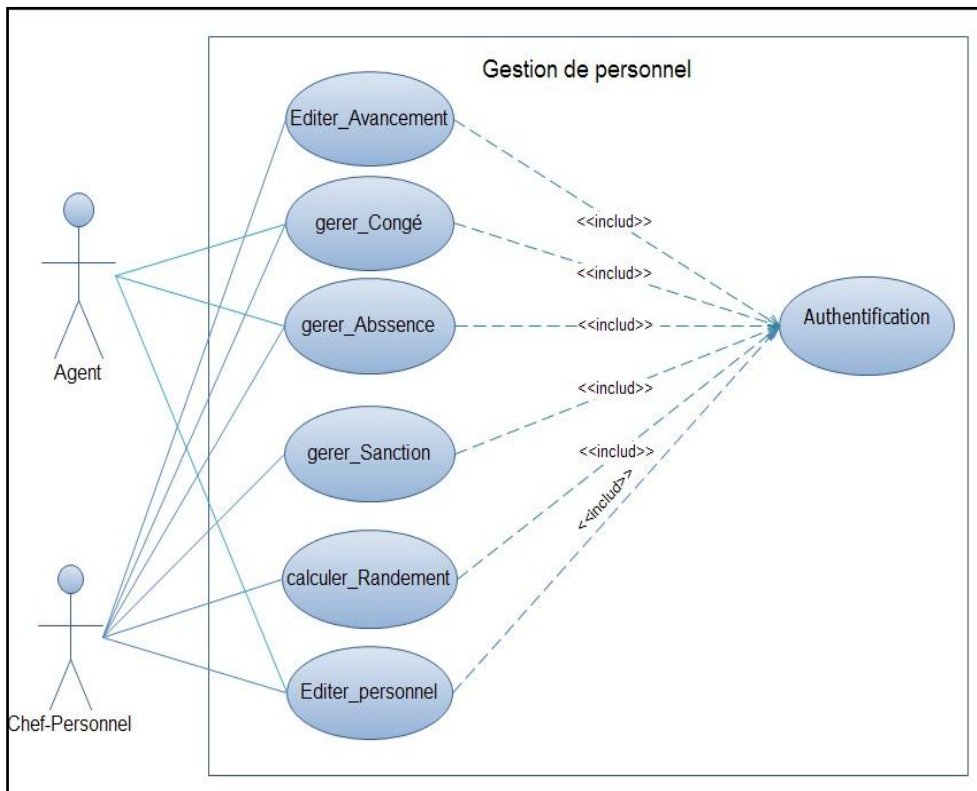 Gestion de personnel
Editer_Avancement
<<includ>>
gerer_Congé
<<includ>>
Authentification
gerer_Abssence
<<includ>>
Agent
<<includ>>
gerer_Sanction
<<includ>>
<<includ>>
calculer_Randement
Editer_personnel
Chef-Personnel